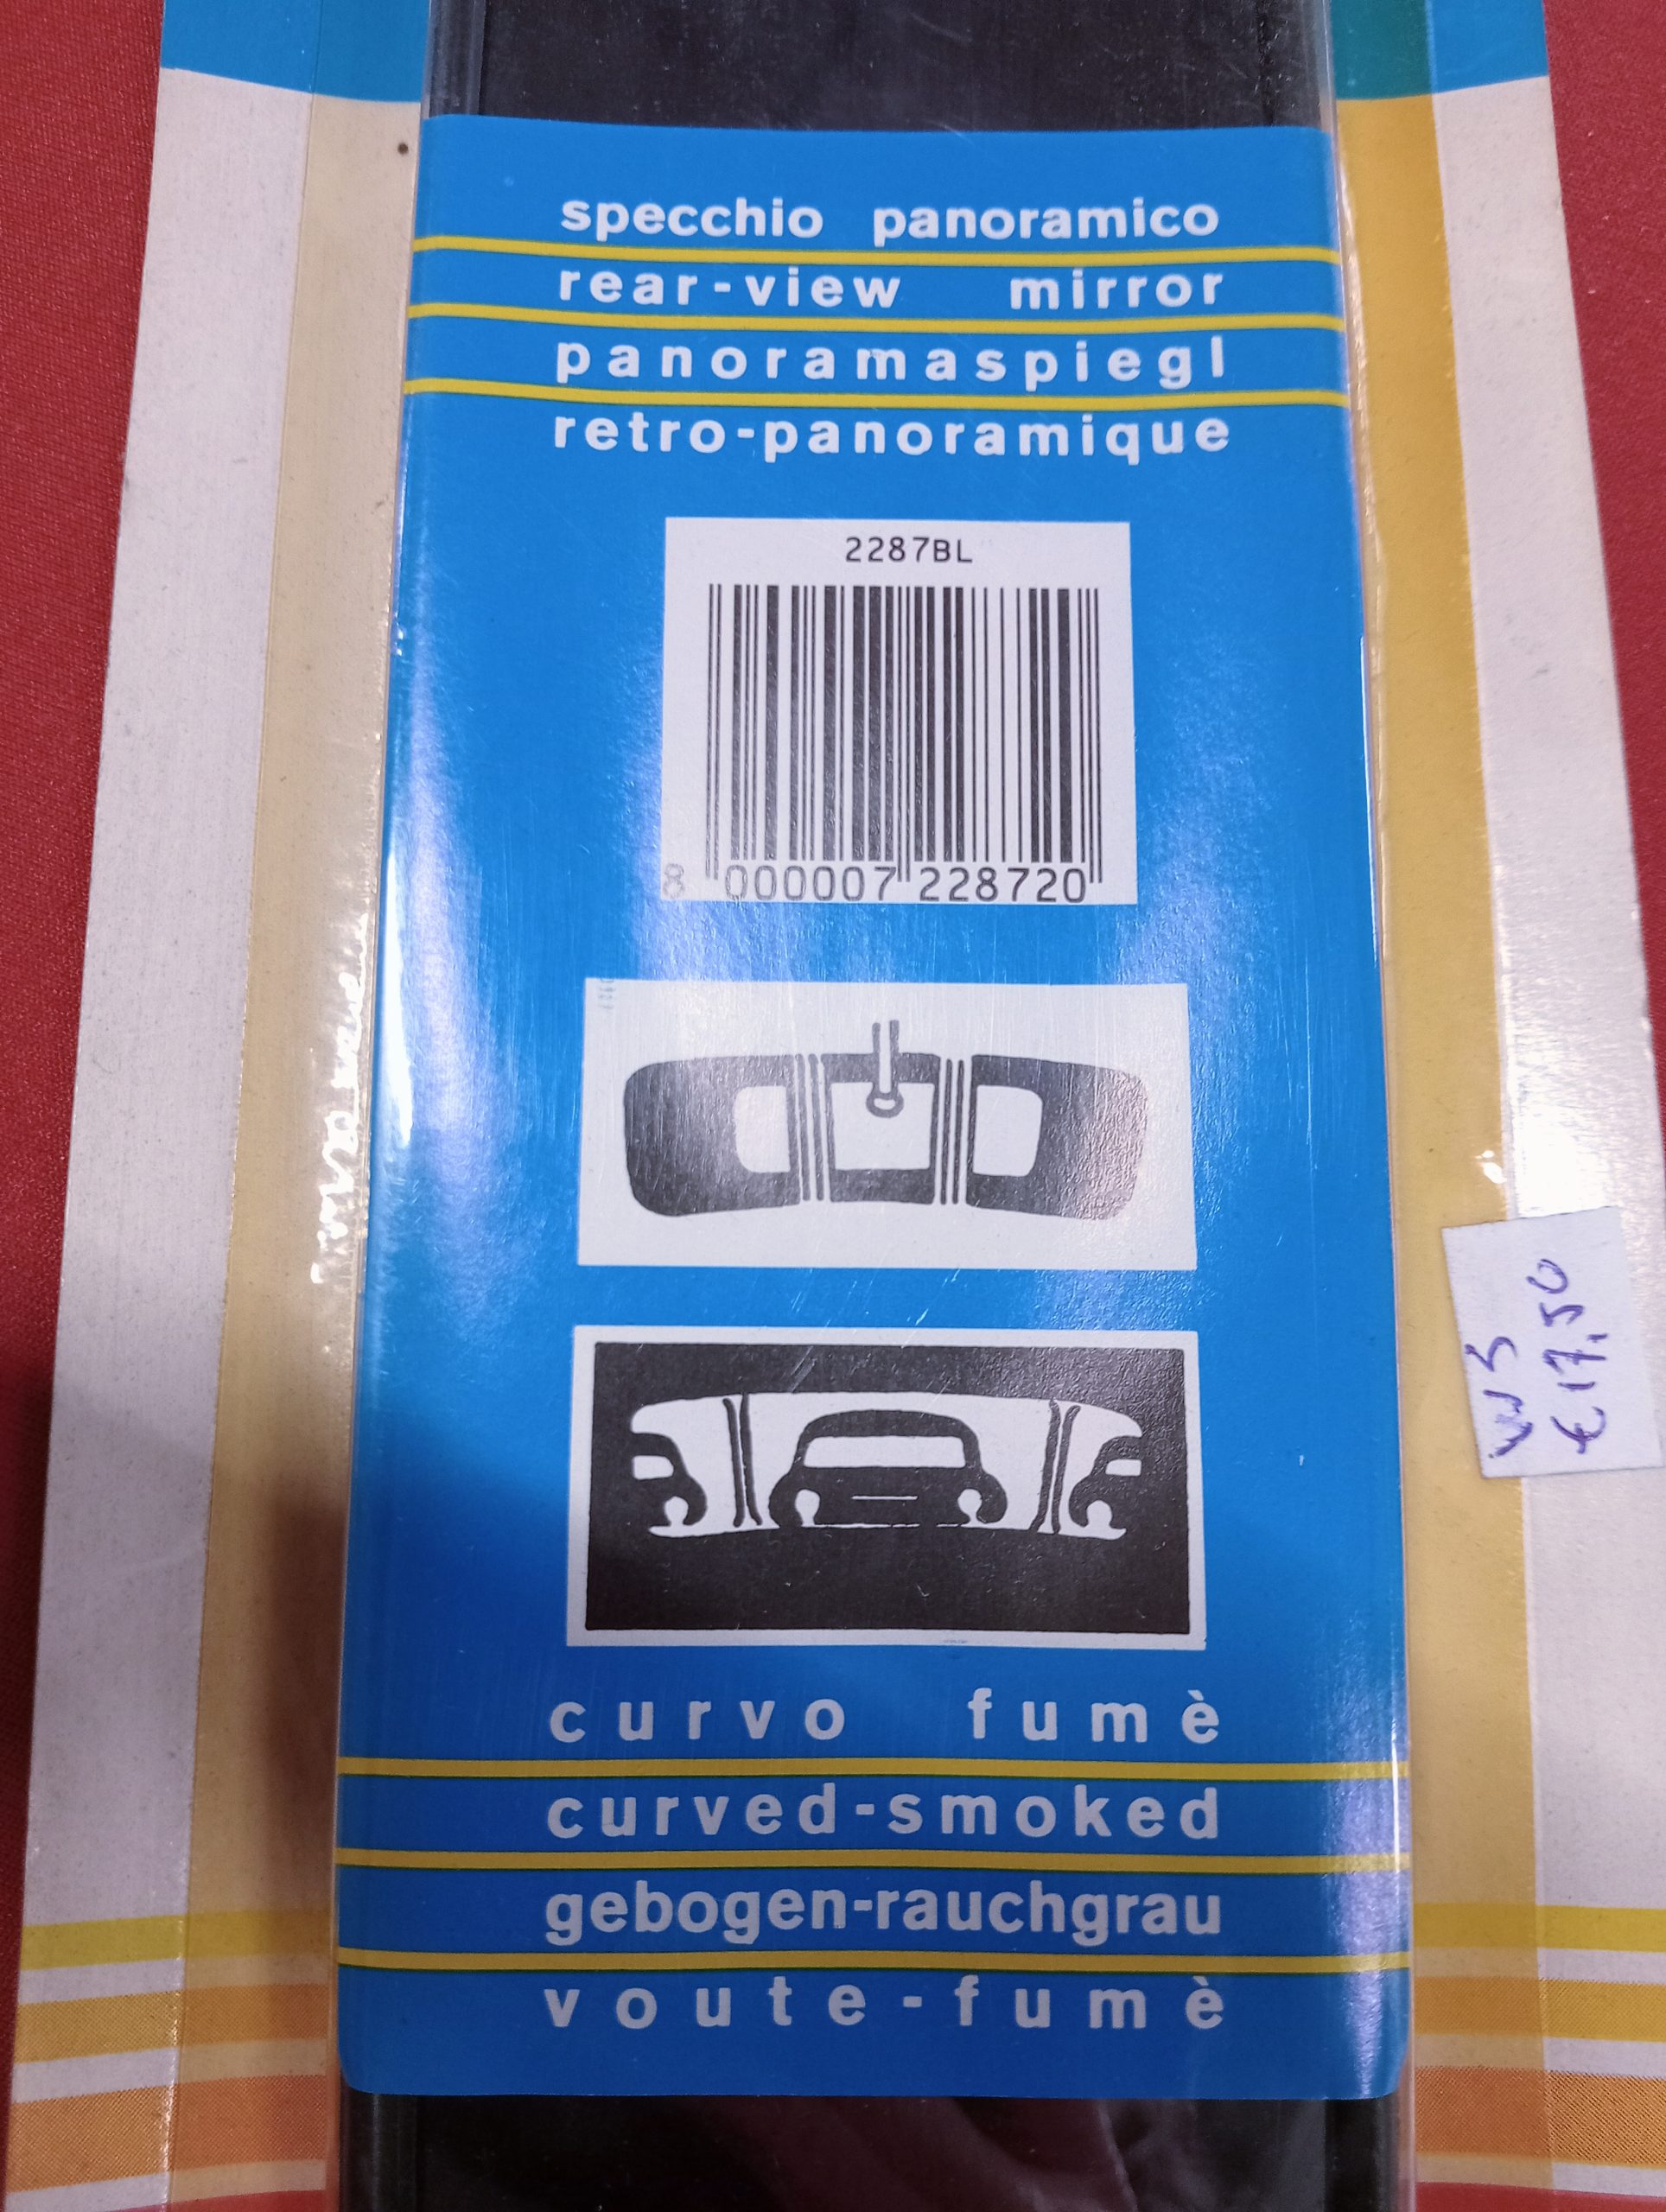 specchio panoramico
rear-view mirror
panoramaspiegl
retro-panoramique
2287BL
8 000007 228720
curvo fumè
curved-smoked
gebogen-rauchgrau
voute-fumè
€ 17,50